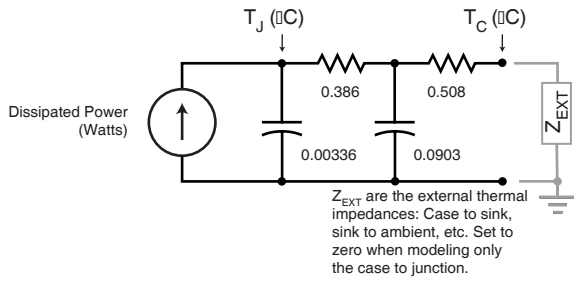 T_J (▯C)
T_C (▯C)
0.386
0.508
Dissipated Power
(Watts)
Z_EXT
0.00336
0.0903
Z_EXT are the external thermal
impedances: Case to sink,
sink to ambient, etc. Set to
zero when modeling only
the case to junction.